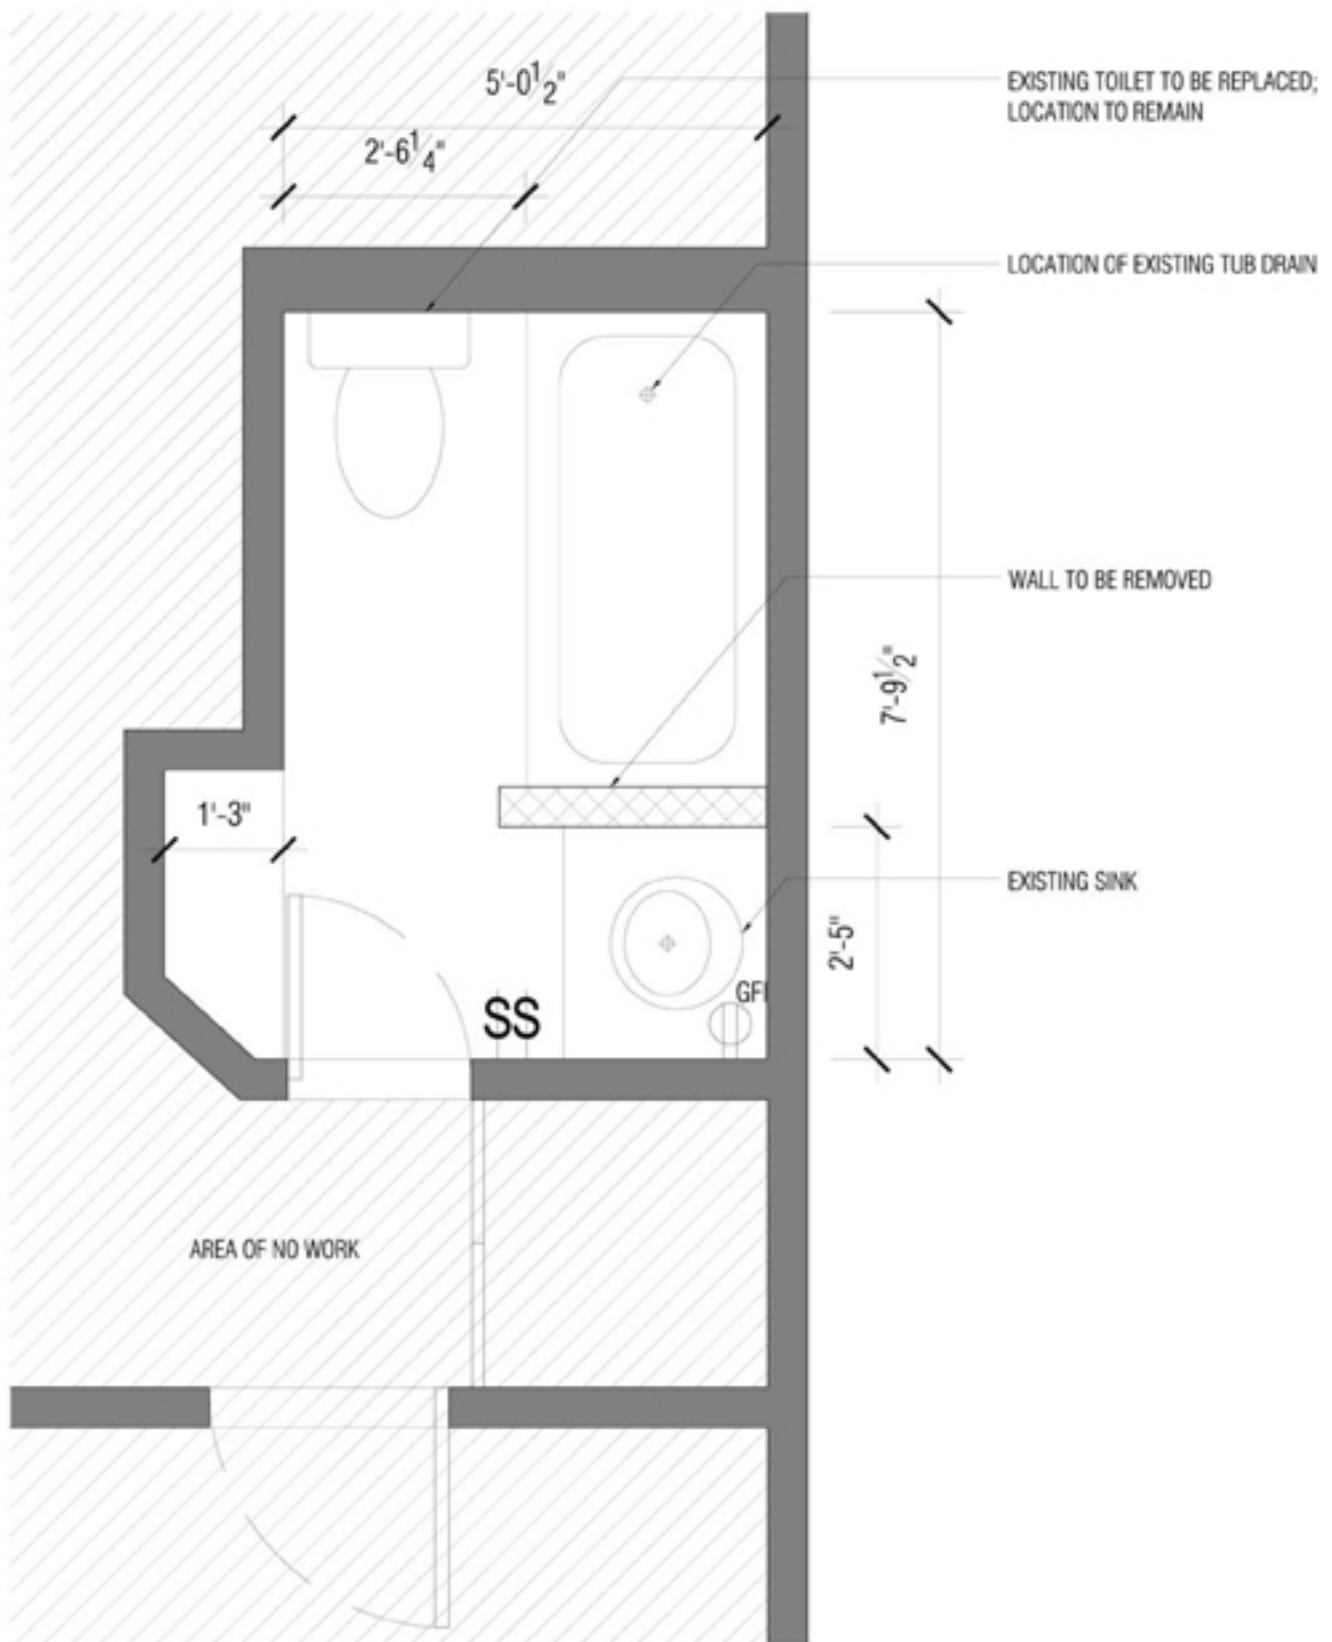 5'-0 1/2"
EXISTING TOILET TO BE REPLACED;
LOCATION TO REMAIN
2'-6 1/4"
LOCATION OF EXISTING TUB DRAIN
WALL TO BE REMOVED
7'-9 1/2"
1'-3"
EXISTING SINK
2'-5"
GFI
SS
AREA OF NO WORK